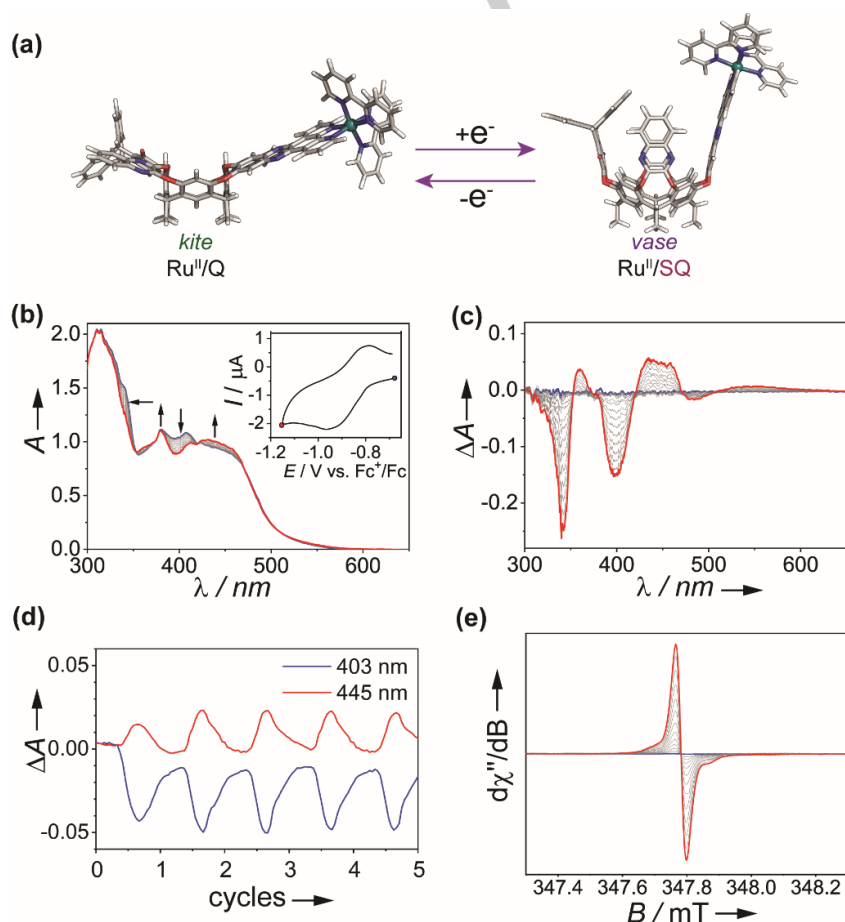 (a)
+e⁻
-e⁻
kite
Ruᴵᴵ/Q
vase
Ruᴵᴵ/SQ
(b)
2.0
1.5
1.0
0.5
0.0
A
300 400 500 600
λ / nm
1
0
-1
-2
I / μA
-1.2 -1.0 -0.8
E / V vs. Fc⁺/Fc
(c)
0.1
0.0
-0.1
-0.2
ΔA
300 400 500 600
λ / nm
(d)
0.05
0.00
-0.05
ΔA
403 nm
445 nm
0 1 2 3 4 5
cycles
(e)
dχ''/dB
347.4 347.6 347.8 348.0 348.2
B / mT